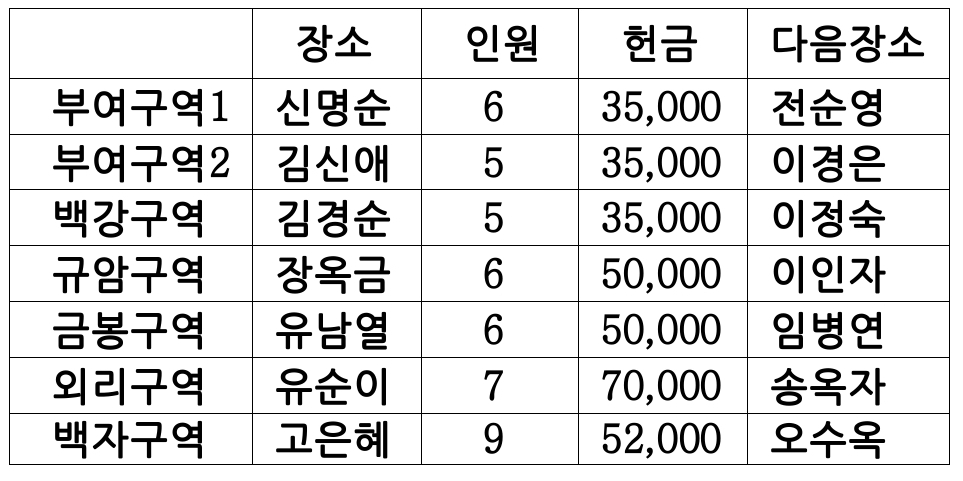 장소 인원 헌금 다음장소
부여구역1 신명순 6 35,000 전순영
부여구역2 김신애 5 35,000 이경은
백강구역 김경순 5 35,000 이정숙
규암구역 장옥금 6 50,000 이인자
금봉구역 유남열 6 50,000 임병연
외리구역 유순이 7 70,000 송옥자
백자구역 고은혜 9 52,000 오수옥